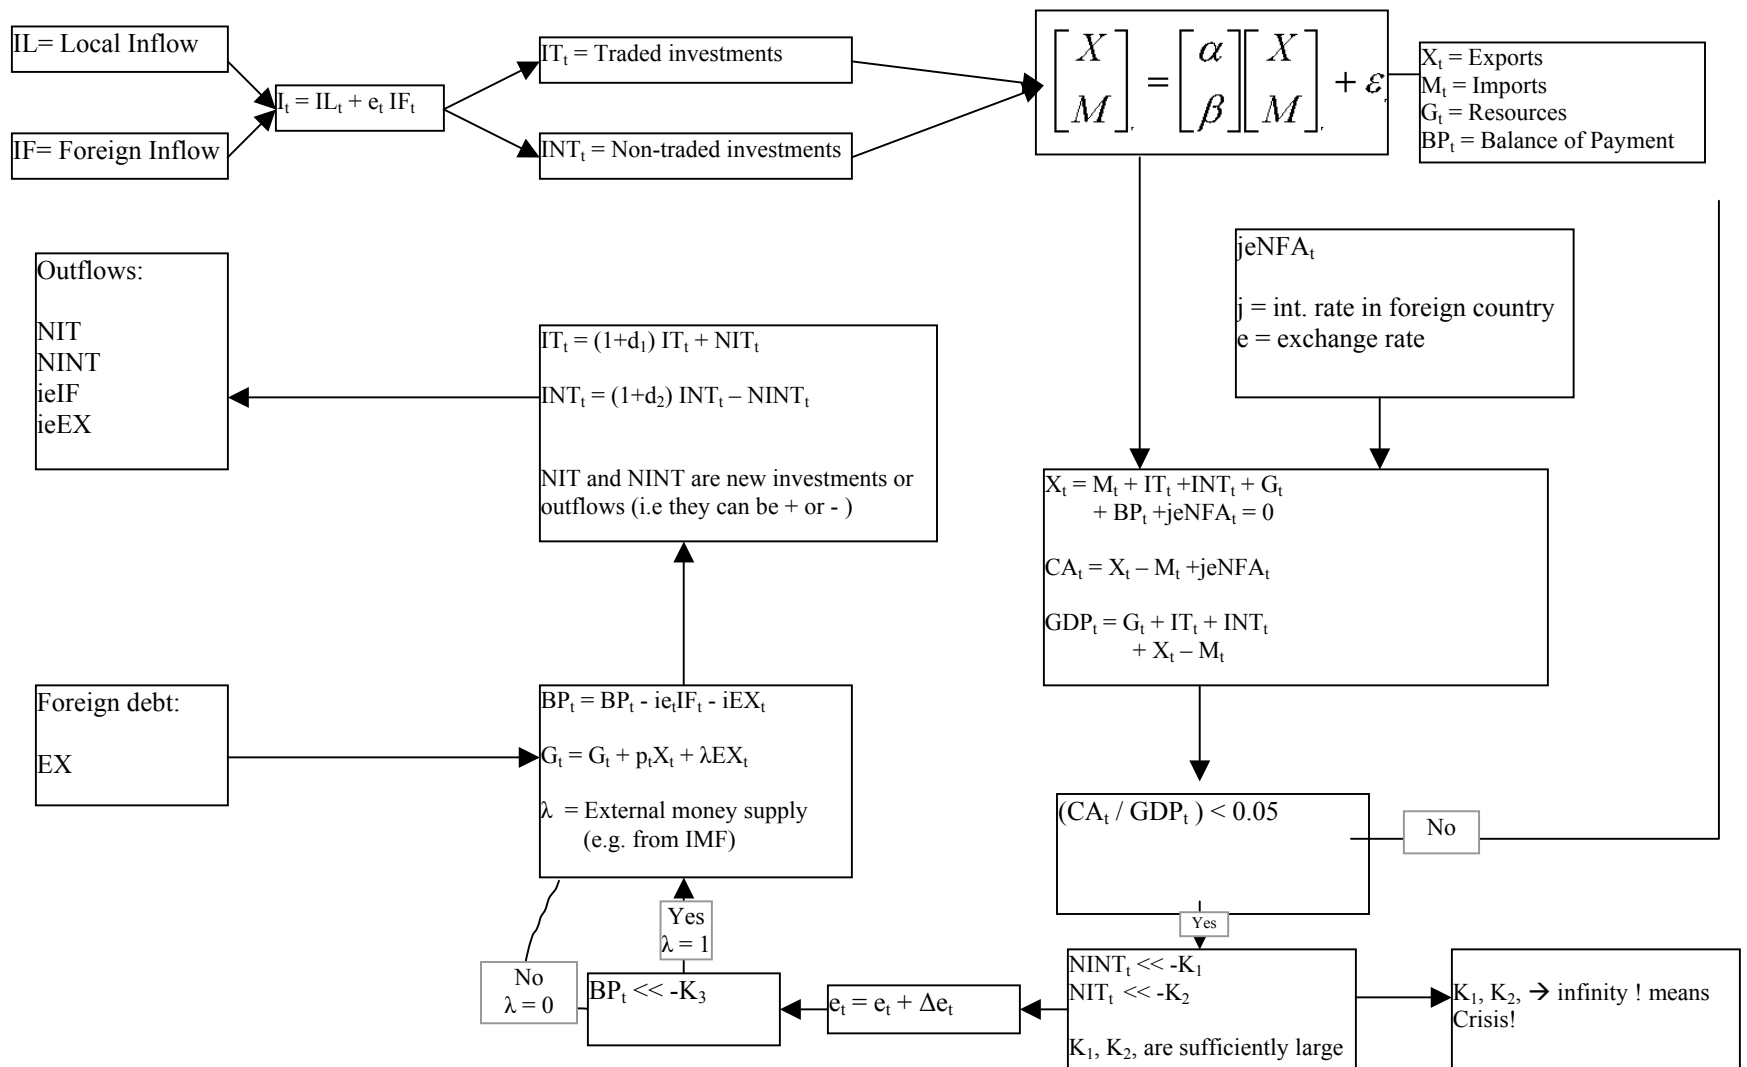 IL= Local Inflow
IF= Foreign Inflow
Iₜ = ILₜ + eₜ IFₜ
ITₜ = Traded investments
INTₜ = Non-traded investments
[X M] = [α β] [X M] + ε
Xₜ = Exports
Mₜ = Imports
Gₜ = Resources
BPₜ = Balance of Payment
jeNFAₜ
j = int. rate in foreign country
e = exchange rate
Outflows:
NIT
NINT
ieIF
ieEX
ITₜ = (1+d₁) ITₜ + NITₜ
INTₜ = (1+d₂) INTₜ – NINTₜ
NIT and NINT are new investments or
outflows (i.e they can be + or - )
Xₜ = Mₜ + ITₜ +INTₜ + Gₜ
+ BPₜ +jeNFAₜ = 0
CAₜ = Xₜ – Mₜ +jeNFAₜ
GDPₜ = Gₜ + ITₜ + INTₜ
+ Xₜ – Mₜ
Foreign debt:
EX
BPₜ = BPₜ - ieₜIFₜ - iEXₜ
Gₜ = Gₜ + pₜXₜ + λEXₜ
λ = External money supply
(e.g. from IMF)
(CAₜ / GDPₜ ) < 0.05
No
Yes
Yes
λ = 1
No
λ = 0
BPₜ << -K₃
eₜ = eₜ + Δeₜ
NINTₜ << -K₁
NITₜ << -K₂
K₁, K₂, are sufficiently large
K₁, K₂, → infinity ! means
Crisis!